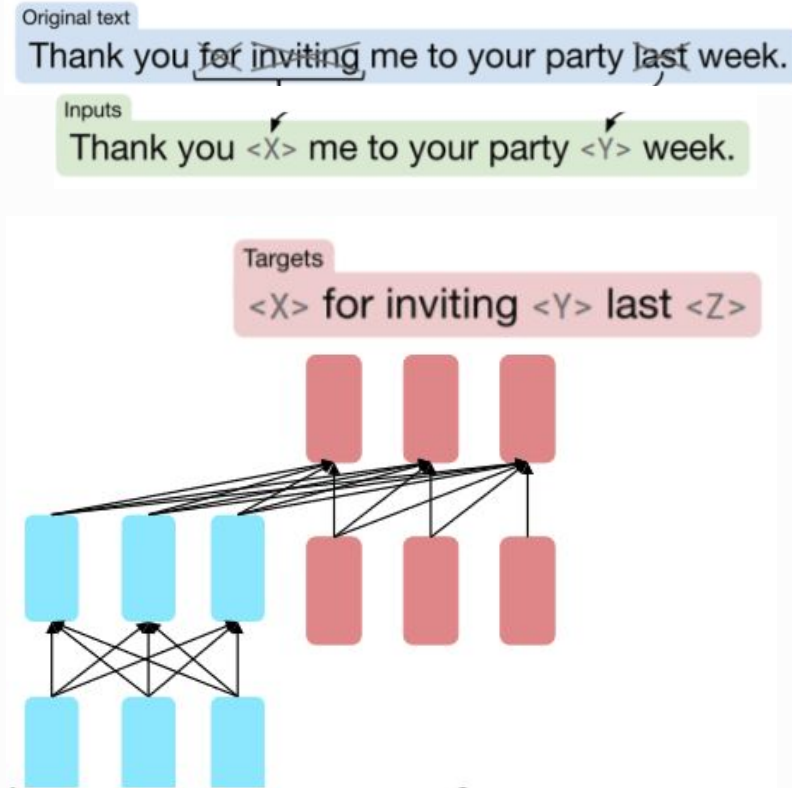 Original text
Thank you for inviting me to your party last week.
Inputs
Thank you <X> me to your party <Y> week.
Targets
<X> for inviting <Y> last <Z>